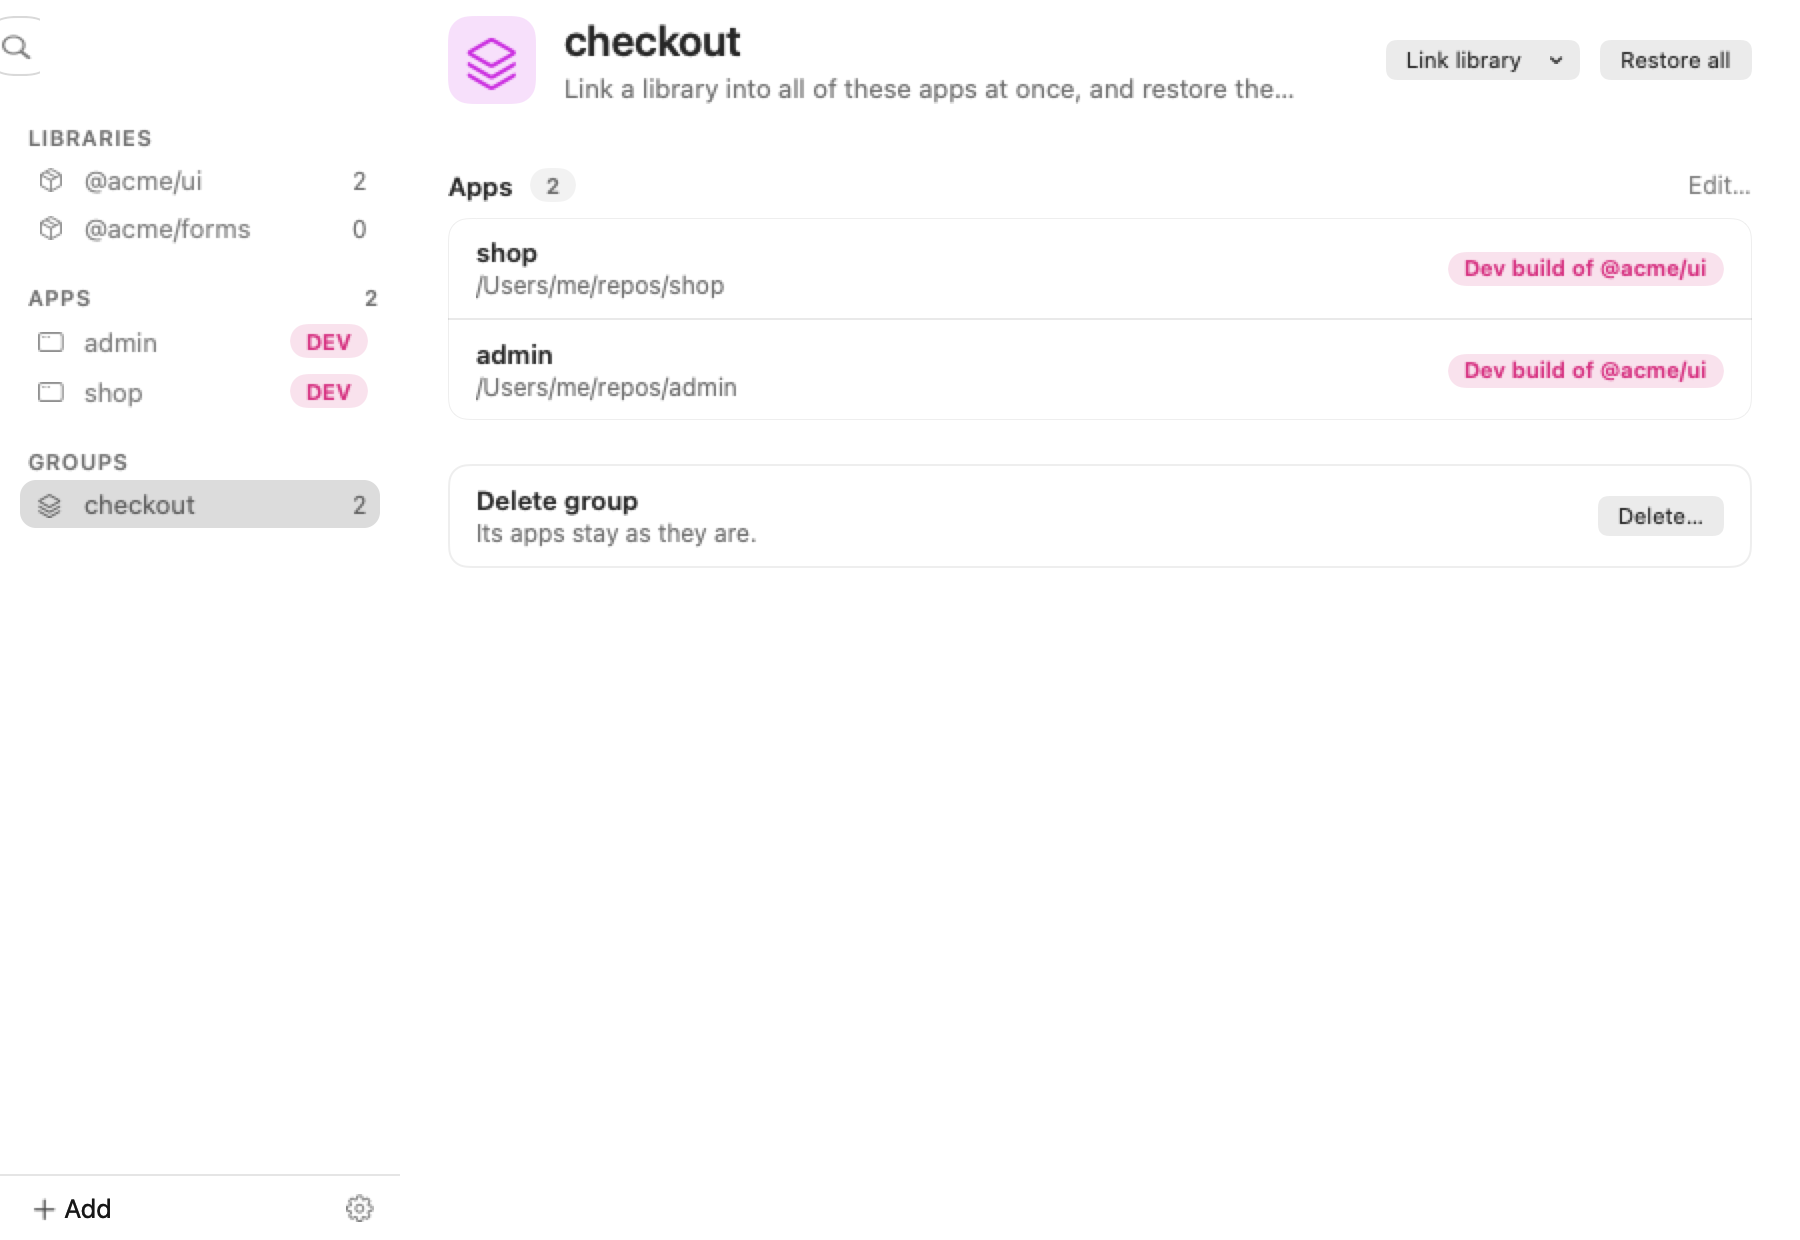 checkout
Link a library into all of these apps at once, and restore the...
Link library
Restore all
LIBRARIES
@acme/ui 2
@acme/forms 0
APPS 2
admin DEV
shop DEV
GROUPS
checkout 2
Apps 2
Edit...
shop
/Users/me/repos/shop
Dev build of @acme/ui
admin
/Users/me/repos/admin
Dev build of @acme/ui
Delete group
Its apps stay as they are.
Delete...
+ Add